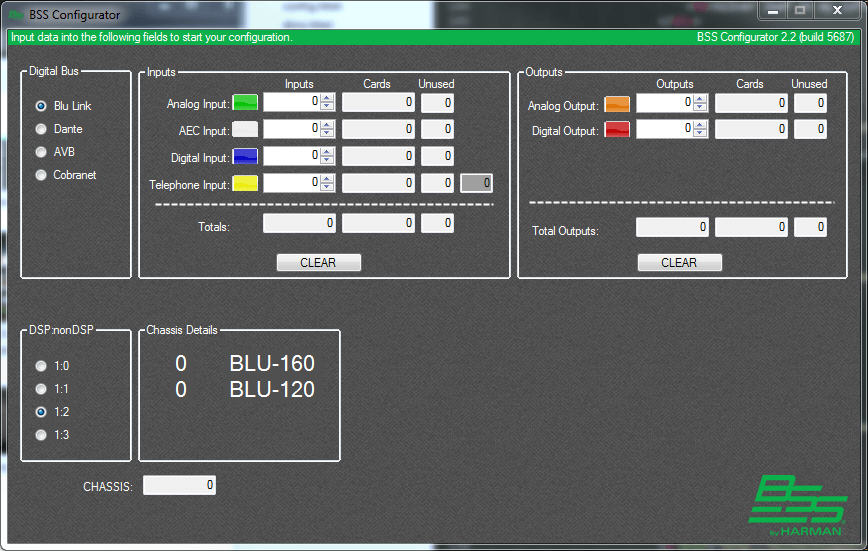 BSS Configurator
Input data into the following fields to start your configuration. BSS Configurator 2.2 (build 5687)
Digital Bus
Blu Link
Dante
AVB
Cobranet
Inputs
Inputs Cards Unused
Analog Input: 0 0 0
AEC Input: 0 0 0
Digital Input: 0 0 0
Telephone Input: 0 0 0 0
Totals: 0 0 0
CLEAR
Outputs
Outputs Cards Unused
Analog Output: 0 0 0
Digital Output: 0 0 0
Total Outputs: 0 0 0
CLEAR
DSP:nonDSP
1:0
1:1
1:2
1:3
Chassis Details
0 BLU-160
0 BLU-120
CHASSIS: 0
BSS
by HARMAN